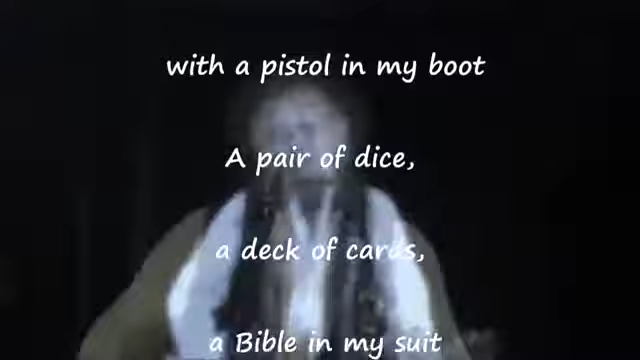 with a pistol in my boot
A pair of dice,
a deck of cards,
a Bible in my suit